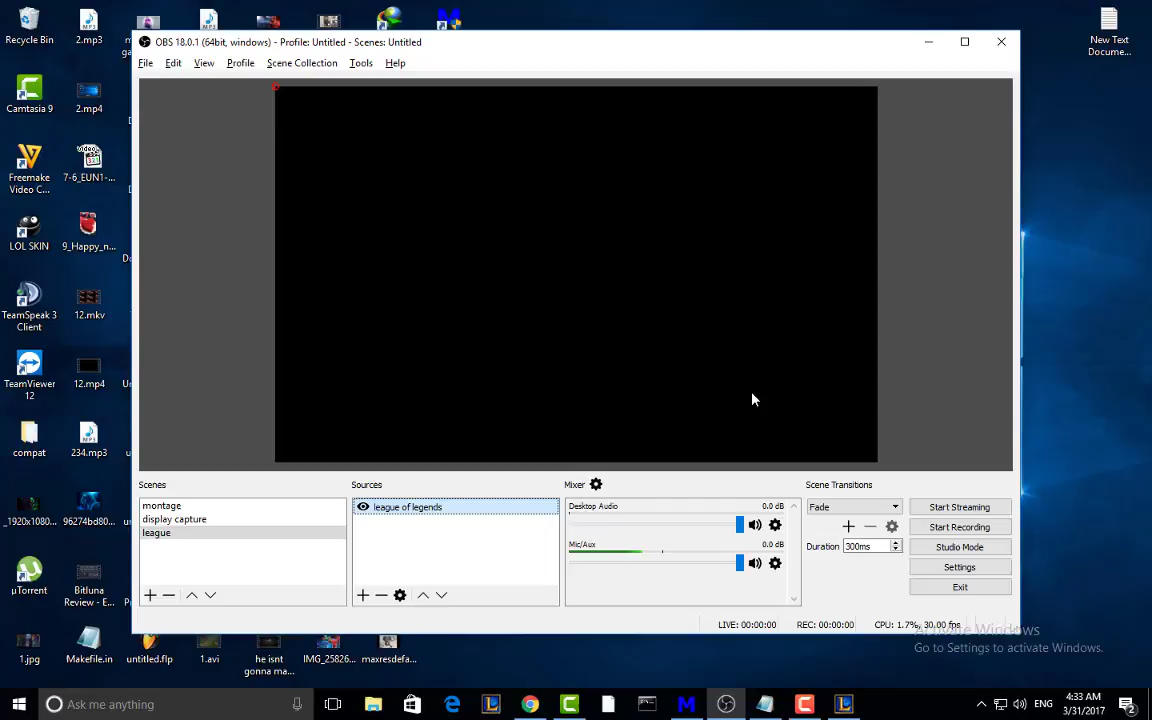 OBS 18.0.1 (64bit, windows) - Profile: Untitled - Scenes: Untitled
File Edit View Profile Scene Collection Tools Help
Recycle Bin
2.mp3
New Text
Docume...
Camtasia 9
2.mp4
Freemake
Video C...
7-6_EUN1-...
LOL SKIN
9_Happy_n...
TeamSpeak 3
Client
12.mkv
TeamViewer
12
12.mp4
compat
234.mp3
_1920x1080...
96274bd80...
µTorrent
Bitluna
Review - E...
1.jpg
Makefile.in
untitled.flp
1.avi
he isnt
gonna ma...
IMG_25826...
maxresdefa...
Scenes
montage
display capture
league
Sources
league of legends
Mixer
Desktop Audio 0.0 dB
Mic/Aux 0.0 dB
Scene Transitions
Fade
Duration 300ms
Start Streaming
Start Recording
Studio Mode
Settings
Exit
LIVE: 00:00:00 REC: 00:00:00 CPU: 1.7%, 30.00 fps
Activate Windows
Go to Settings to activate Windows.
Ask me anything
ENG
4:33 AM
3/31/2017
2